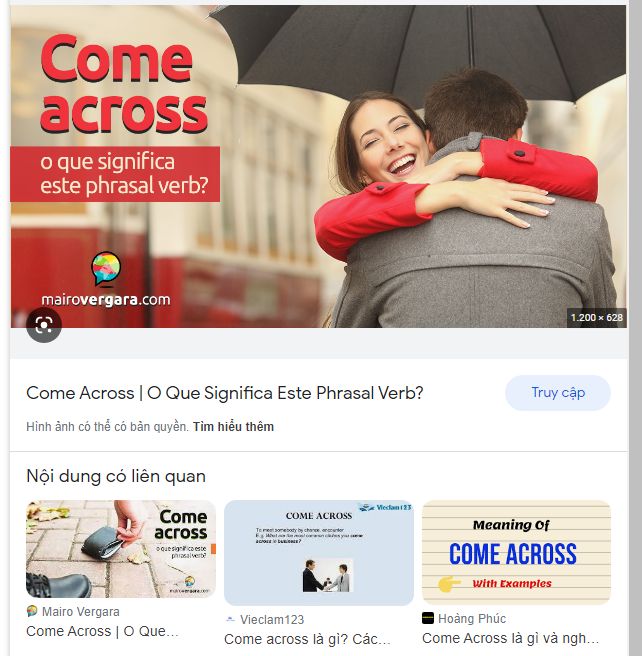 Come
across
o que significa
este phrasal verb?
mairovergara.com
1.200 × 628
Come Across | O Que Significa Este Phrasal Verb?
Truy cập
Hình ảnh có thể có bản quyền. Tìm hiểu thêm
Nội dung có liên quan
Come
across
o que significa este
phrasal verb?
mairovergara.com
Mairo Vergara
Come Across | O Que...
Vieclam123
COME ACROSS
To meet somebody by chance, encounter
E.g. What are the most common cliches you come
across in business?
Vieclam123
Come across là gì? Các...
Meaning Of
COME ACROSS
With Examples
Hoàng Phúc
Come Across là gì và ngh...